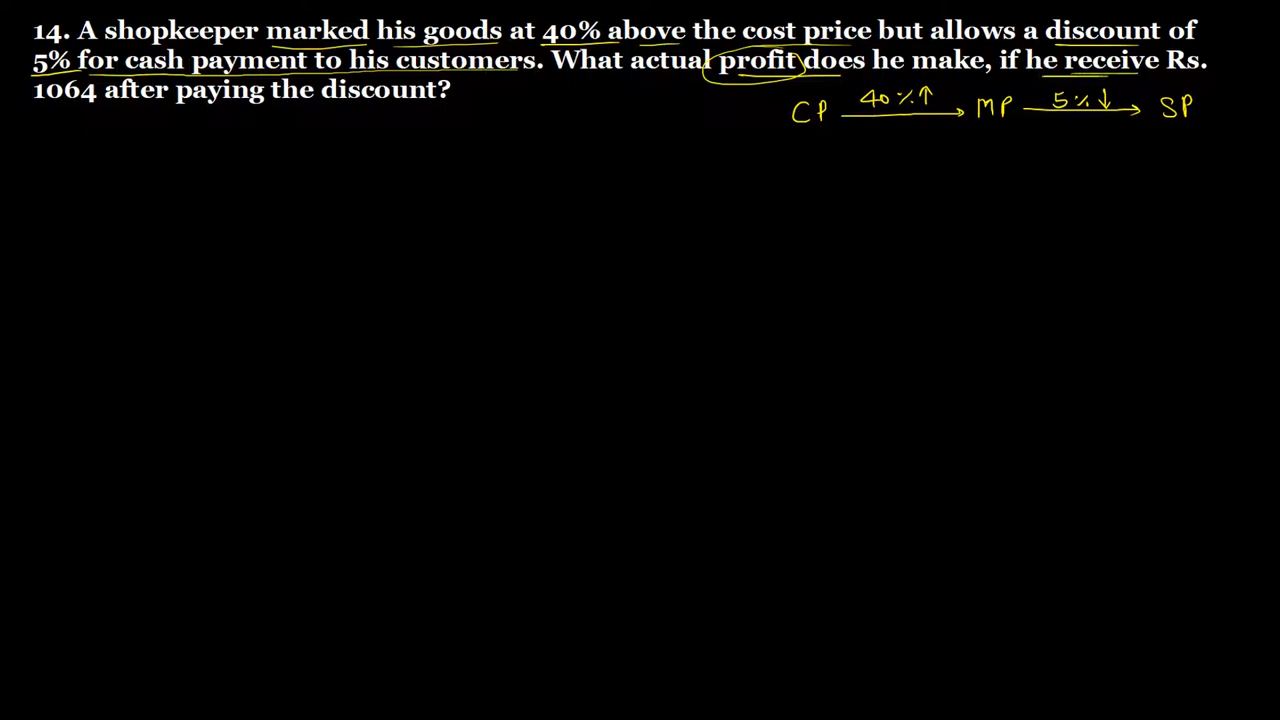 14. A shopkeeper marked his goods at 40% above the cost price but allows a discount of
5% for cash payment to his customers. What actual profit does he make, if he receive Rs.
1064 after paying the discount?
CP 40%↑ MP 5%↓ SP